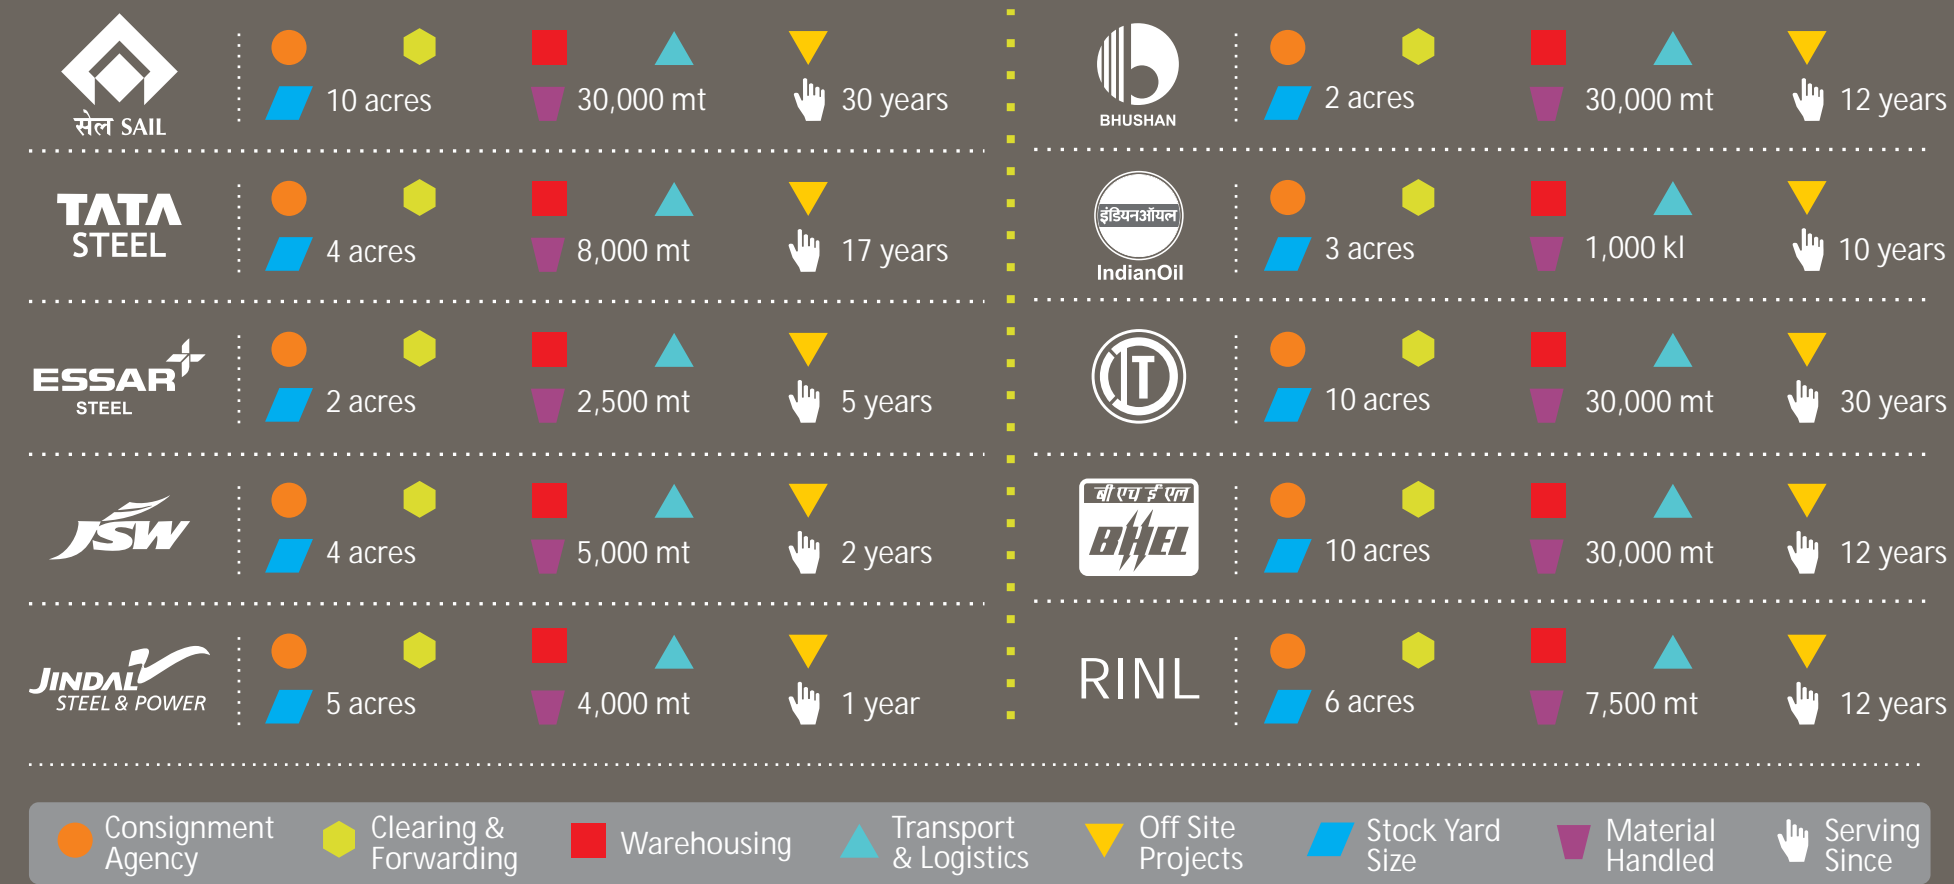 सेल SAIL
10 acres
30,000 mt
30 years
TATA
STEEL
4 acres
8,000 mt
17 years
ESSAR
STEEL
2 acres
2,500 mt
5 years
JSW
4 acres
5,000 mt
2 years
JINDAL
STEEL & POWER
5 acres
4,000 mt
1 year
BHUSHAN
2 acres
30,000 mt
12 years
इंडियनऑयल
IndianOil
3 acres
1,000 kl
10 years
10 acres
30,000 mt
30 years
बी एच ई एल
BHEL
10 acres
30,000 mt
12 years
RINL
6 acres
7,500 mt
12 years
Consignment
Agency
Clearing &
Forwarding
Warehousing
Transport
& Logistics
Off Site
Projects
Stock Yard
Size
Material
Handled
Serving
Since